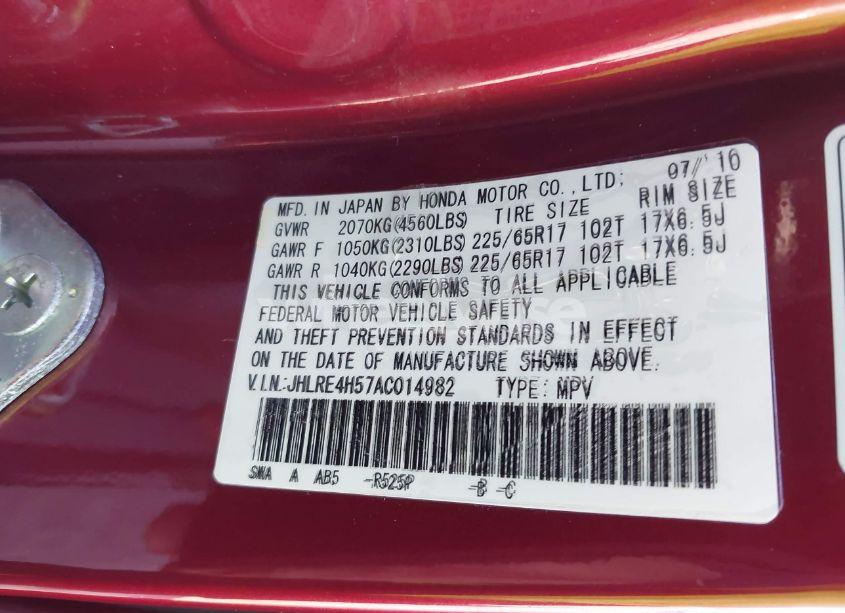 MFD. IN JAPAN BY HONDA MOTOR CO.,LTD; 07/'10
GVWR 2070KG(4560LBS) TIRE SIZE RIM SIZE
GAWR F 1050KG(2310LBS) 225/65R17 102T 17X6.5J
GAWR R 1040KG(2290LBS) 225/65R17 102T 17X6.5J
THIS VEHICLE CONFORMS TO ALL APPLICABLE
FEDERAL MOTOR VEHICLE SAFETY
AND THEFT PREVENTION STANDARDS IN EFFECT
ON THE DATE OF MANUFACTURE SHOWN ABOVE.
V.I.N.:JHLRE4H57AC014982 TYPE: MPV
SWA A AB5 -R525P -B -C